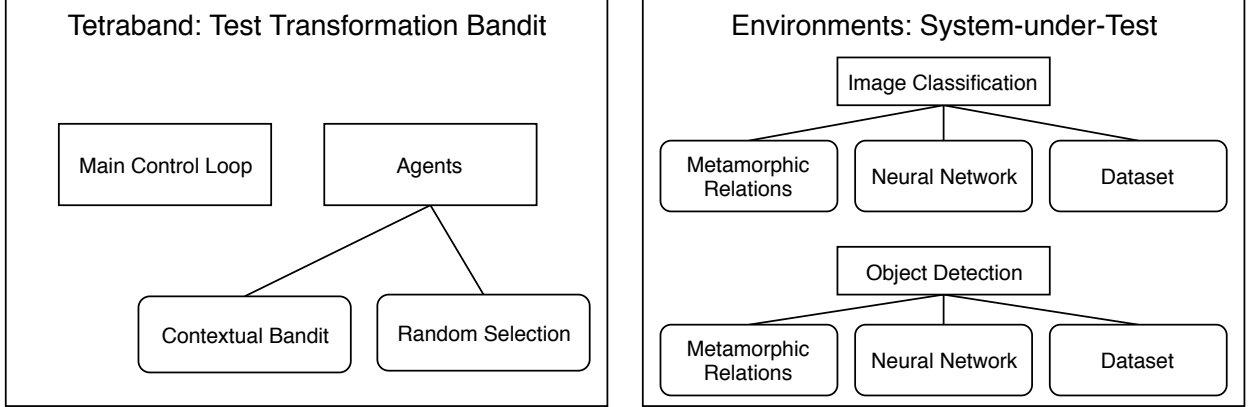 Tetraband: Test Transformation Bandit
Main Control Loop
Agents
Contextual Bandit
Random Selection
Environments: System-under-Test
Image Classification
Metamorphic
Relations
Neural Network
Dataset
Object Detection
Metamorphic
Relations
Neural Network
Dataset